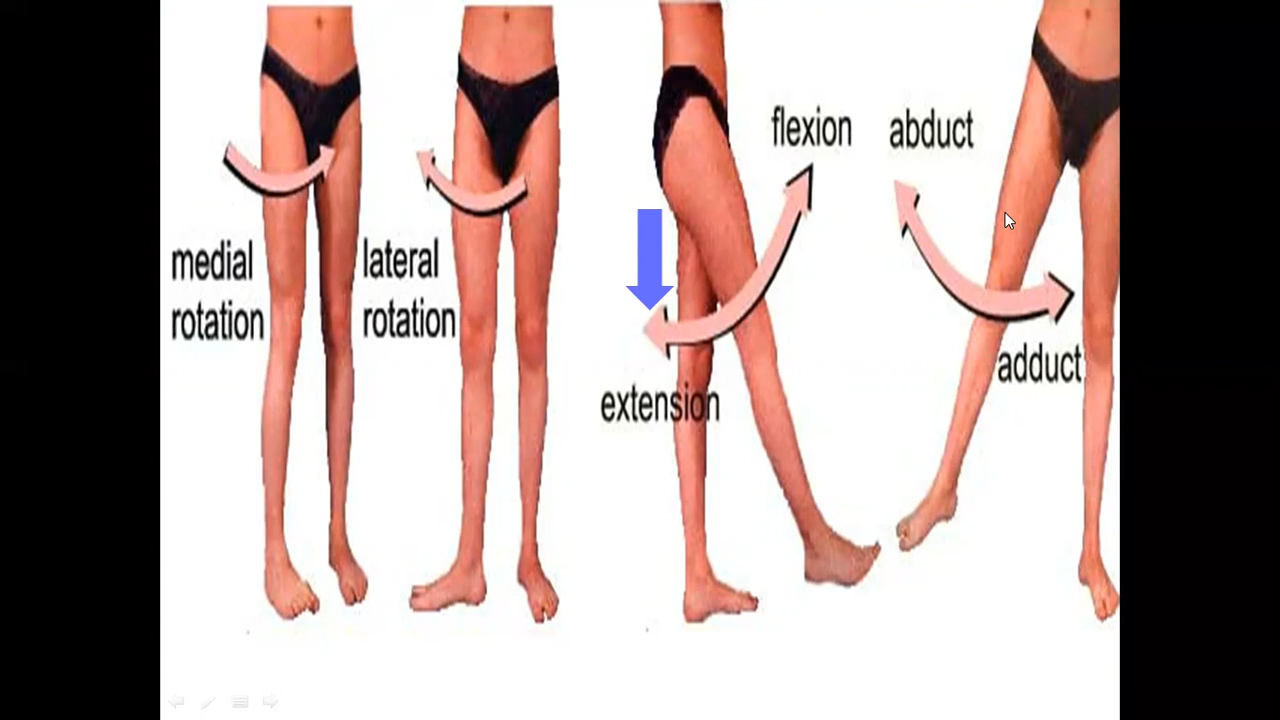 medial
rotation
lateral
rotation
flexion
extension
abduct
adduct